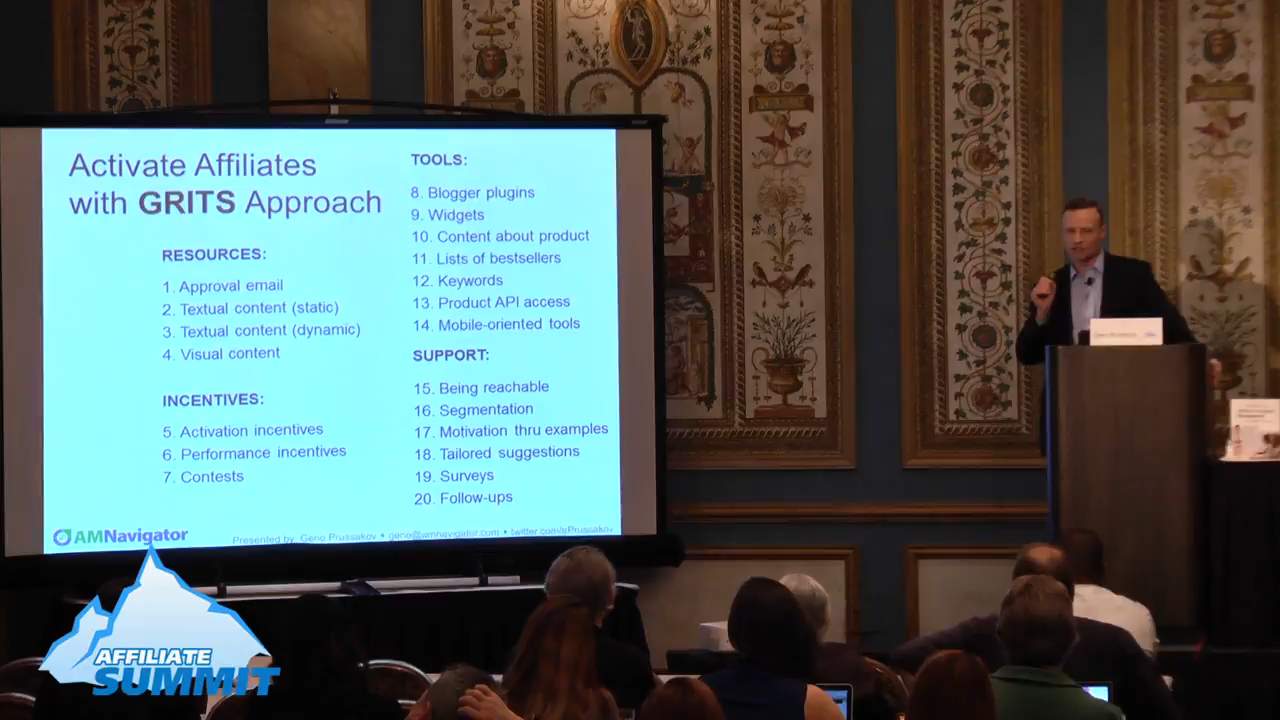 Activate Affiliates
with GRITS Approach
RESOURCES:
1. Approval email
2. Textual content (static)
3. Textual content (dynamic)
4. Visual content
INCENTIVES:
5. Activation incentives
6. Performance incentives
7. Contests
TOOLS:
8. Blogger plugins
9. Widgets
10. Content about product
11. Lists of bestsellers
12. Keywords
13. Product API access
14. Mobile-oriented tools
SUPPORT:
15. Being reachable
16. Segmentation
17. Motivation thru examples
18. Tailored suggestions
19. Surveys
20. Follow-ups
AMNavigator
Presented by Geno Prussakov • geno@amnavigator.com • twitter.com/ePrussakov
AFFILIATE
SUMMIT